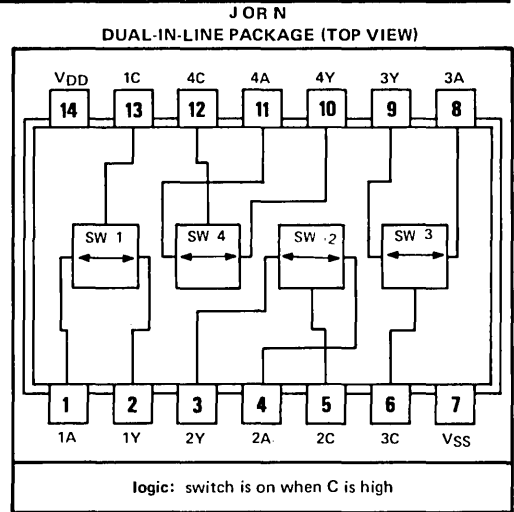 J OR N
DUAL-IN-LINE PACKAGE (TOP VIEW)
VDD 1C 4C 4A 4Y 3Y 3A
14 13 12 11 10 9 8
SW 1 SW 4 SW 2 SW 3
1 2 3 4 5 6 7
1A 1Y 2Y 2A 2C 3C VSS
logic: switch is on when C is high